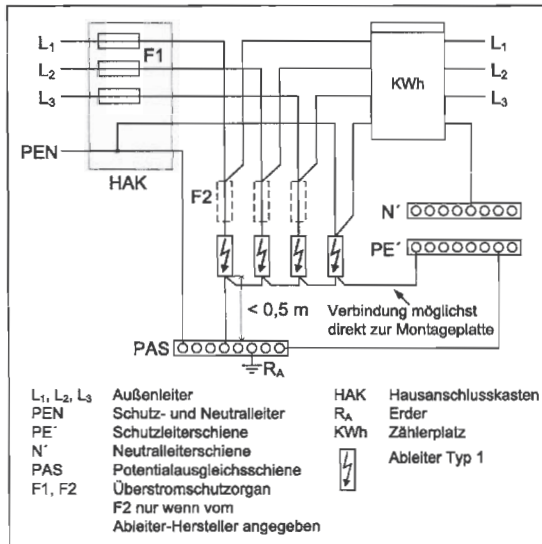 L₁ F1 L₁
L₂ KWh L₂
L₃ L₃
PEN
HAK
F2
N´
PE´
< 0,5 m
Verbindung möglichst
direkt zur Montageplatte
PAS
R_A
L₁, L₂, L₃ Außenleiter
PEN Schutz- und Neutralleiter
PE´ Schutzleiterschiene
N´ Neutralleiterschiene
PAS Potentialausgleichsschiene
F1, F2 Überstromschutzorgan
F2 nur wenn vom
Ableiter-Hersteller angegeben
HAK Hausanschlusskasten
R_A Erder
KWh Zählerplatz
Ableiter Typ 1